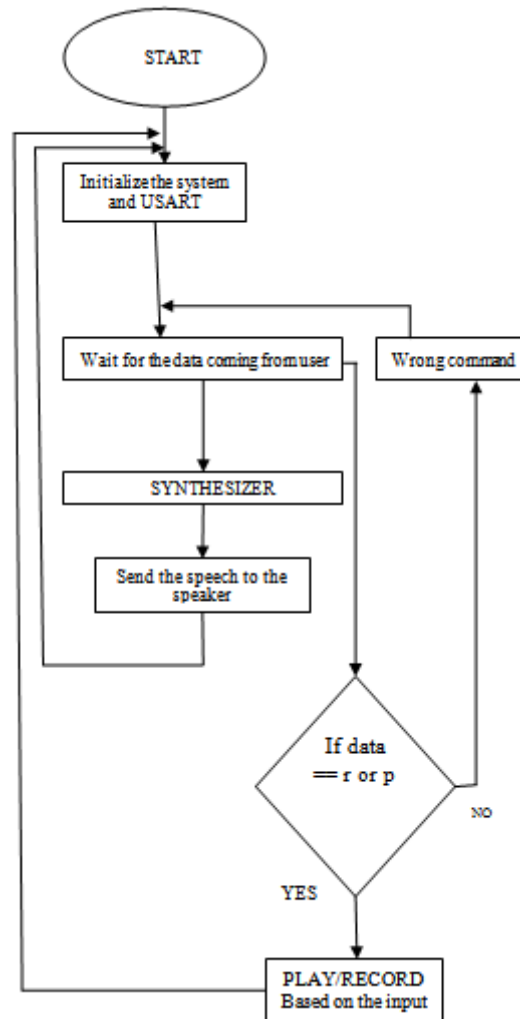 START
Initialize the system
and USART
Wait for the data coming from user
Wrong command
SYNTHESIZER
Send the speech to the
speaker
If data
== r or p
NO
YES
PLAY/RECORD
Based on the input